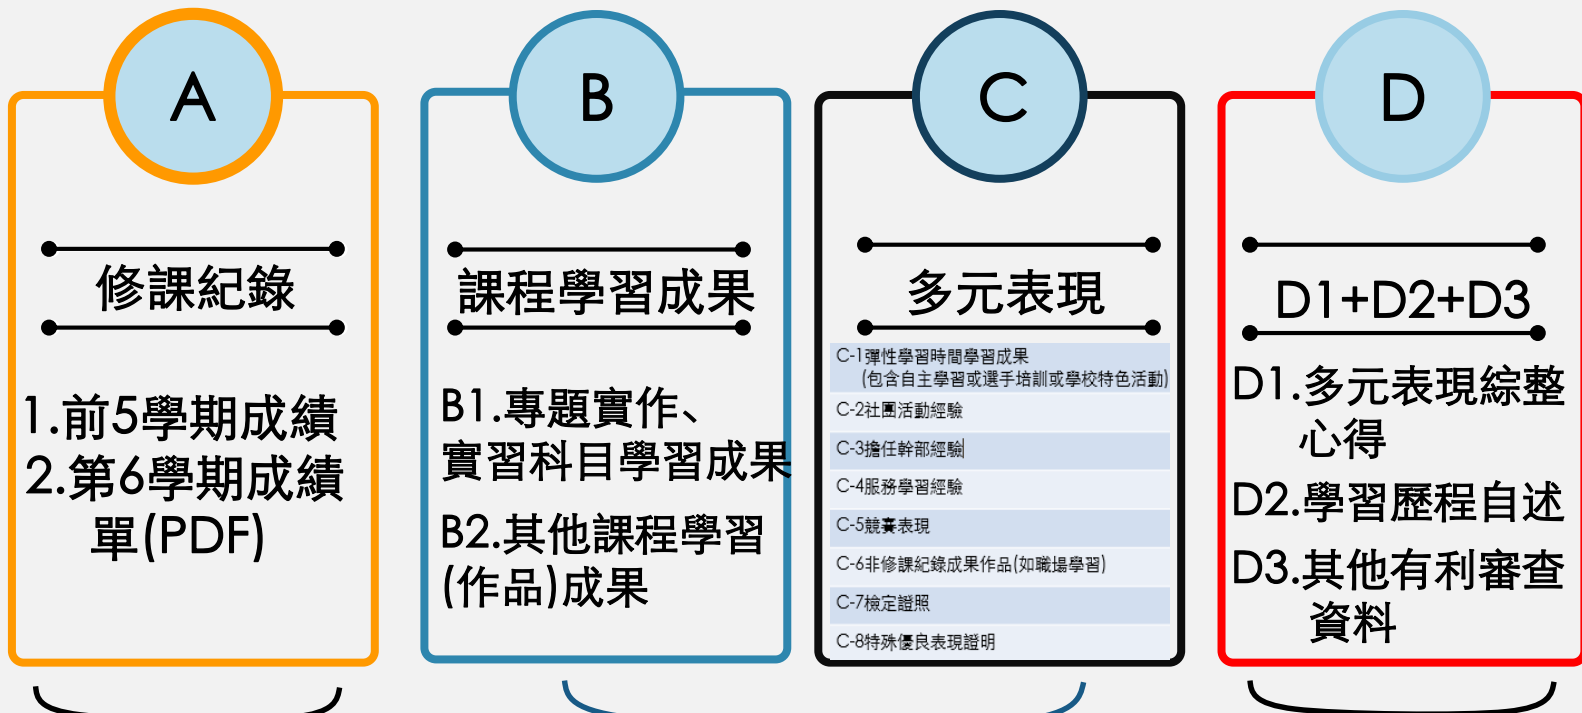 A
修課紀錄
1.前5學期成績
2.第6學期成績
單(PDF)
B
課程學習成果
B1.專題實作、
實習科目學習成果
B2.其他課程學習
(作品)成果
C
多元表現
C-1彈性學習時間學習成果
(包含自主學習或選手培訓或學校特色活動)
C-2社團活動經驗
C-3擔任幹部經驗
C-4服務學習經驗
C-5競賽表現
C-6非修課紀錄成果作品(如職場學習)
C-7檢定證照
C-8特殊優良表現證明
D
D1+D2+D3
D1.多元表現綜整
心得
D2.學習歷程自述
D3.其他有利審查
資料